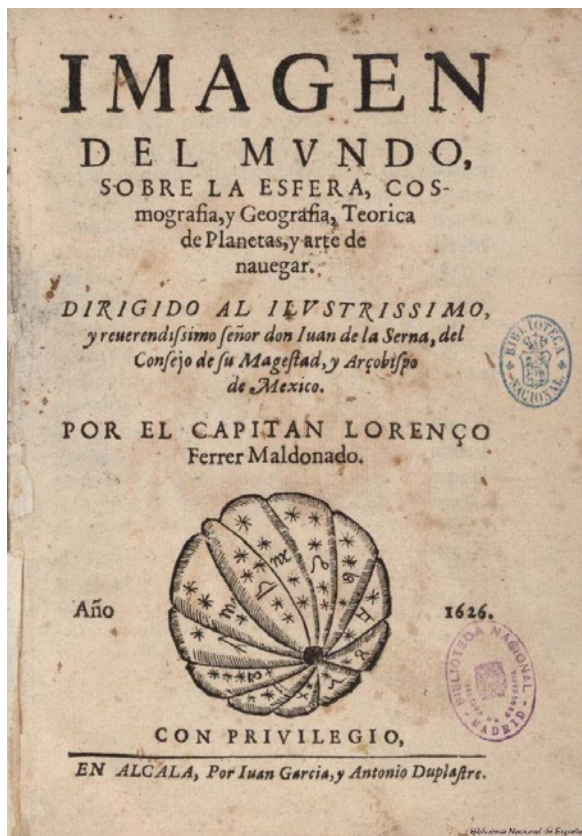 IMAGEN
DEL MVNDO,
SOBRE LA ESFERA, COS-
mografia, y Geografia, Teorica
de Planetas, y arte de
nauegar.
DIRIGIDO AL ILVSTRISSIMO,
y reuerendiſsimo ſeñor don Iuan de la Serna, del
Conſejo de ſu Mageſtad, y Arçobiſpo
de Mexico.
POR EL CAPITAN LORENÇO
Ferrer Maldonado.
Año 1626.
CON PRIVILEGIO,
EN ALCALA, Por Iuan Garcia, y Antonio Duplaſtre.
BIBLIOTECA
NACIONAL
BIBLIOTECA NACIONAL
MADRID
Biblioteca Nacional de España